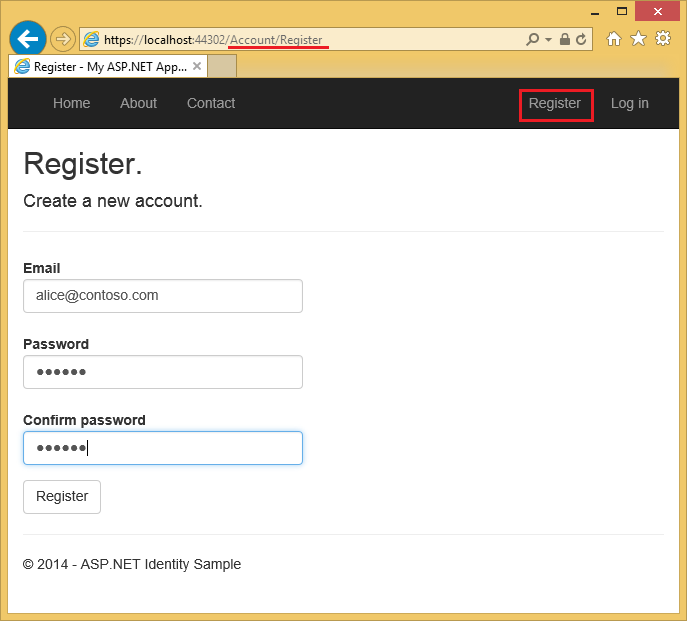 https://localhost:44302/Account/Register
Register - My ASP.NET App...
Home About Contact Register Log in
Register.
Create a new account.
Email
alice@contoso.com
Password
●●●●●●
Confirm password
●●●●●●
Register
© 2014 - ASP.NET Identity Sample